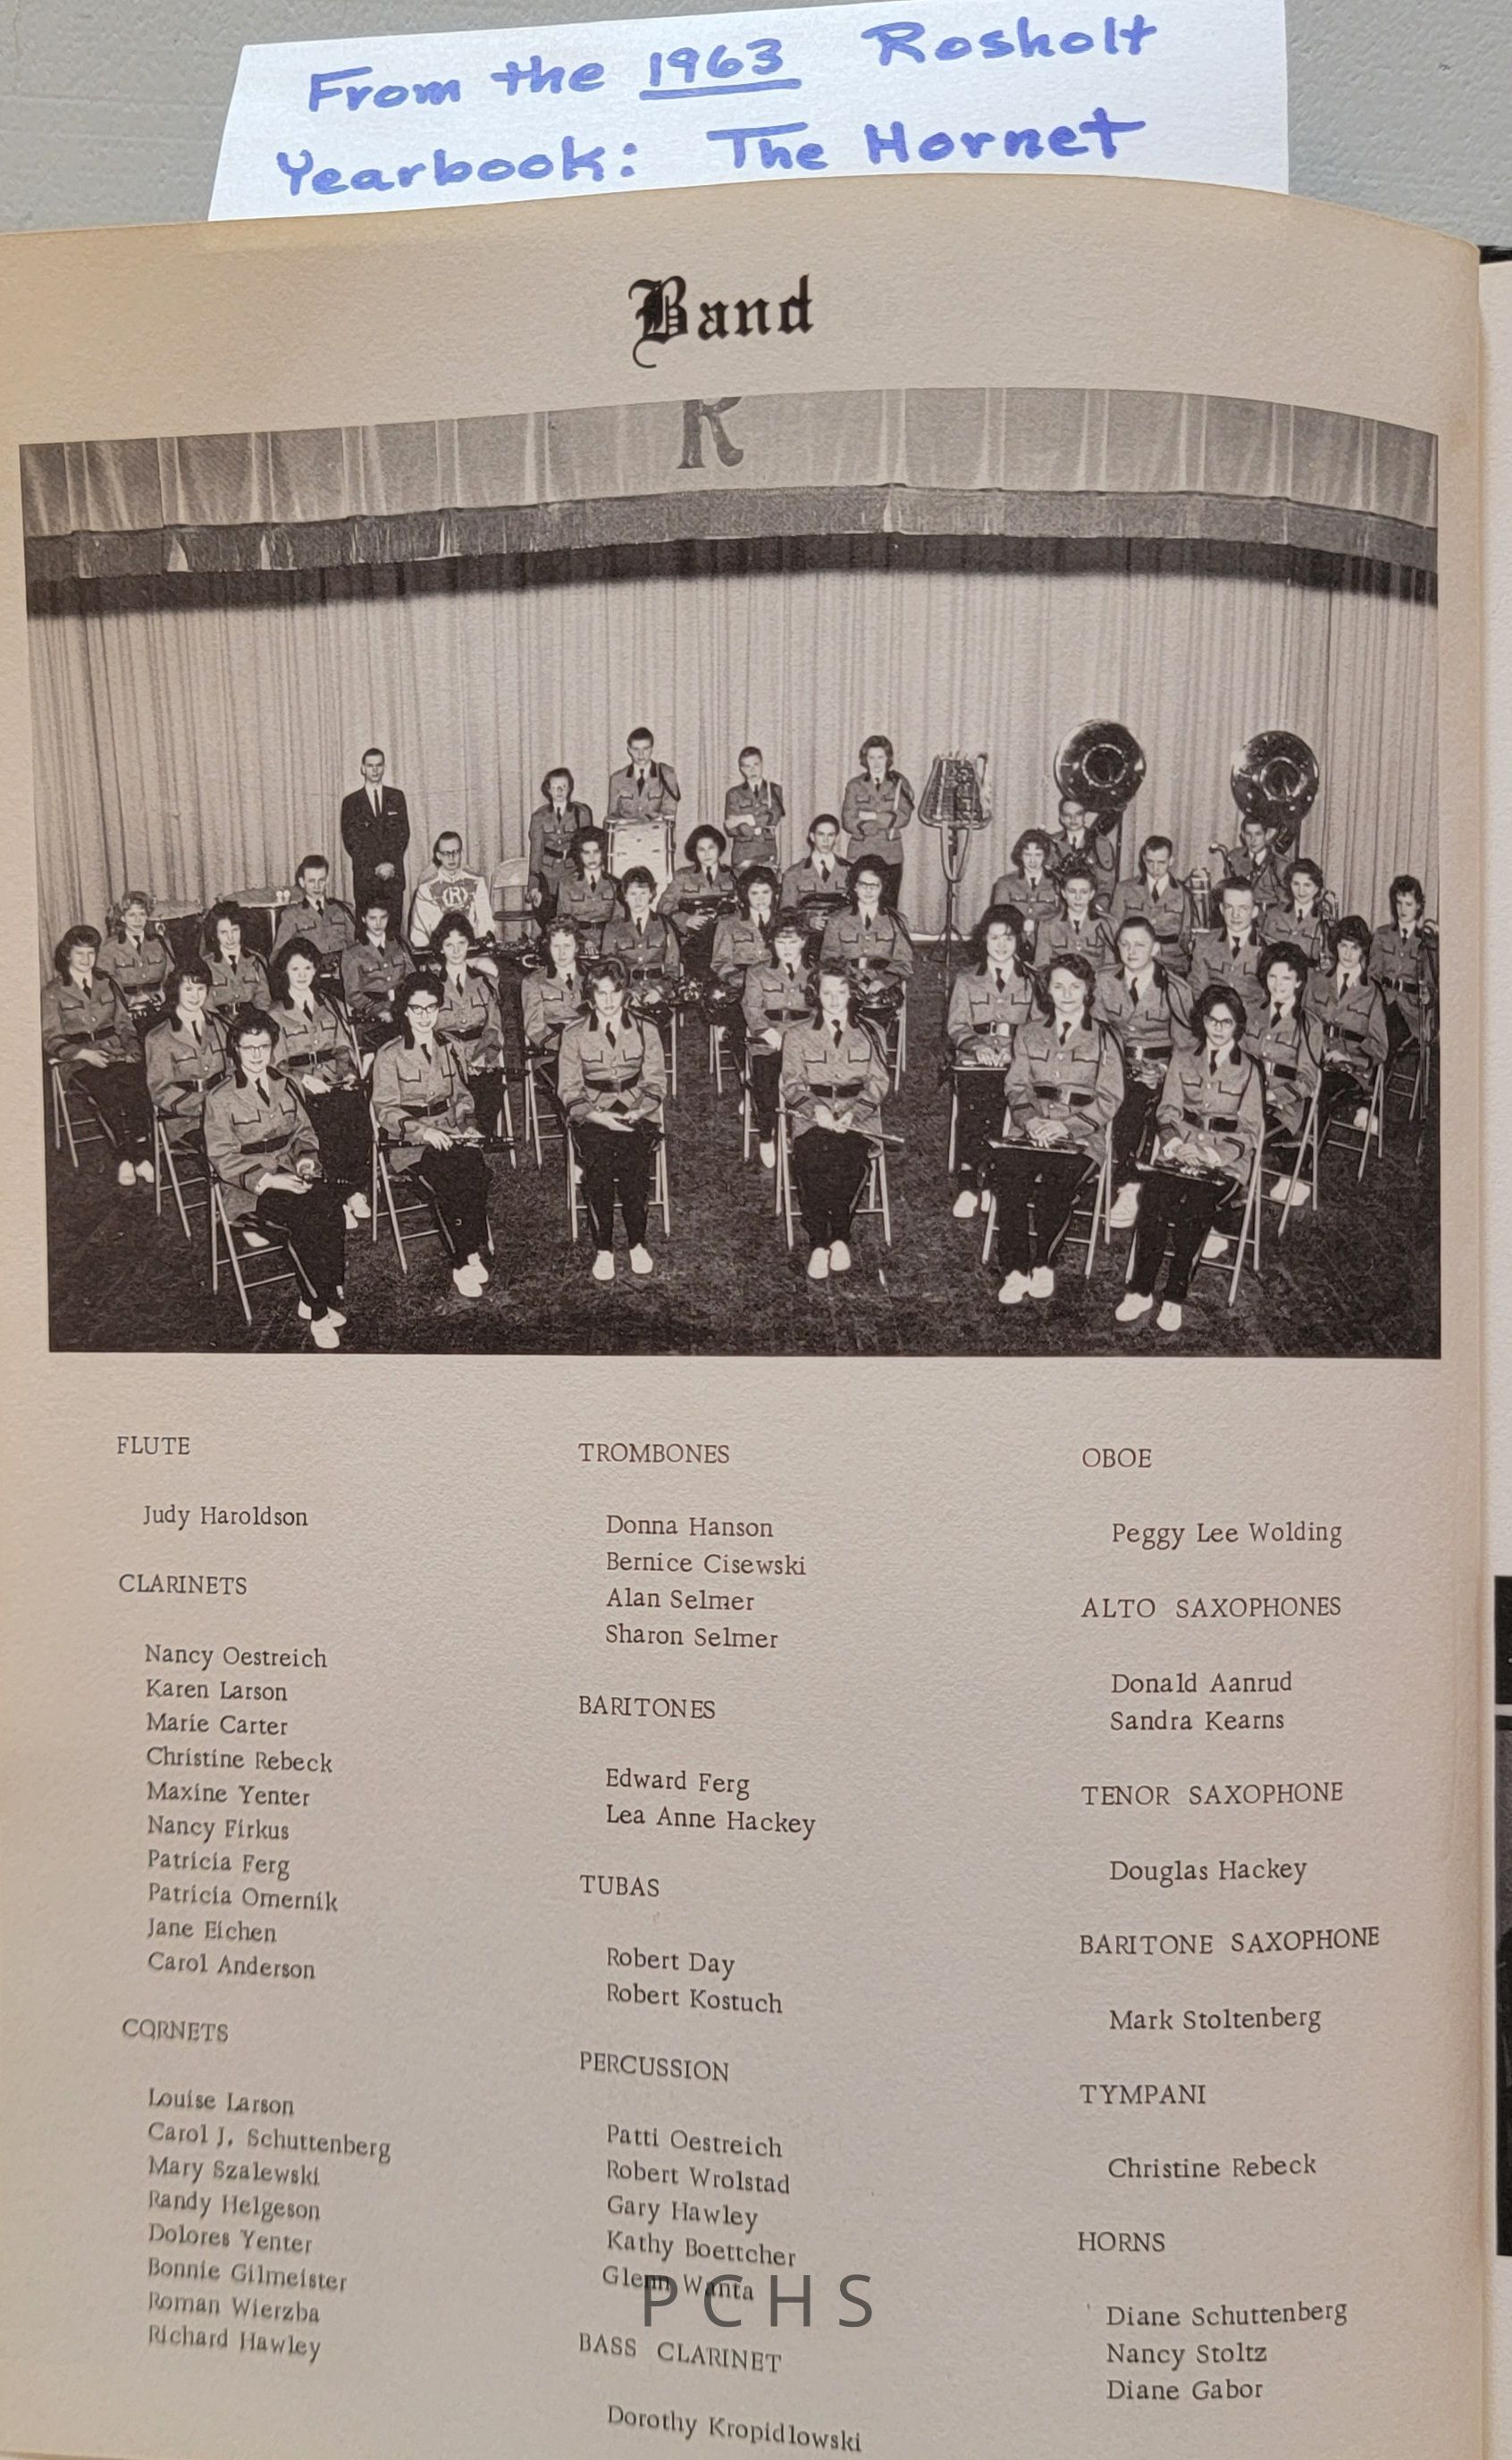 From the 1963 Rosholt
Yearbook: The Hornet
Band
R
(R)
FLUTE
Judy Haroldson
CLARINETS
Nancy Oestreich
Karen Larson
Marie Carter
Christine Rebeck
Maxine Yenter
Nancy Firkus
Patricia Ferg
Patricia Omernik
Jane Eichen
Carol Anderson
CORNETS
Louise Larson
Carol J. Schuttenberg
Mary Szalewski
Randy Helgeson
Dolores Yenter
Bonnie Gilmeister
Roman Wierzba
Richard Hawley
TROMBONES
Donna Hanson
Bernice Cisewski
Alan Selmer
Sharon Selmer
BARITONES
Edward Ferg
Lea Anne Hackey
TUBAS
Robert Day
Robert Kostuch
PERCUSSION
Patti Oestreich
Robert Wrolstad
Gary Hawley
Kathy Boettcher
Glenn Wanta
BASS CLARINET
Dorothy Kropidlowski
OBOE
Peggy Lee Wolding
ALTO SAXOPHONES
Donald Aanrud
Sandra Kearns
TENOR SAXOPHONE
Douglas Hackey
BARITONE SAXOPHONE
Mark Stoltenberg
TYMPANI
Christine Rebeck
HORNS
Diane Schuttenberg
Nancy Stoltz
Diane Gabor
PCHS